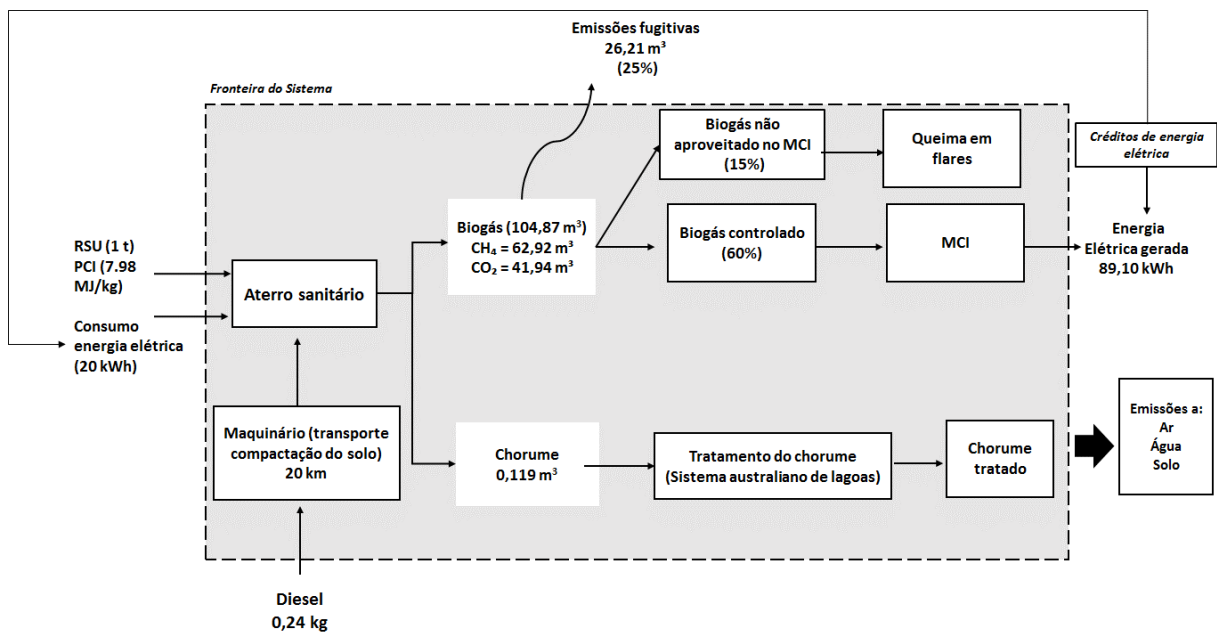 Emissões fugitivas
26,21 m³
(25%)
Fronteira do Sistema
Biogás não
aproveitado no MCI
(15%)
Queima em
flares
Créditos de energia
elétrica
Biogás (104,87 m³)
CH₄ = 62,92 m³
CO₂ = 41,94 m³
Biogás controlado
(60%)
MCI
Energia
Elétrica gerada
89,10 kWh
RSU (1 t)
PCI (7.98
MJ/kg)
Aterro sanitário
Consumo
energia elétrica
(20 kWh)
Maquinário (transporte
compactação do solo)
20 km
Chorume
0,119 m³
Tratamento do chorume
(Sistema australiano de lagoas)
Chorume
tratado
Emissões a:
Ar
Água
Solo
Diesel
0,24 kg